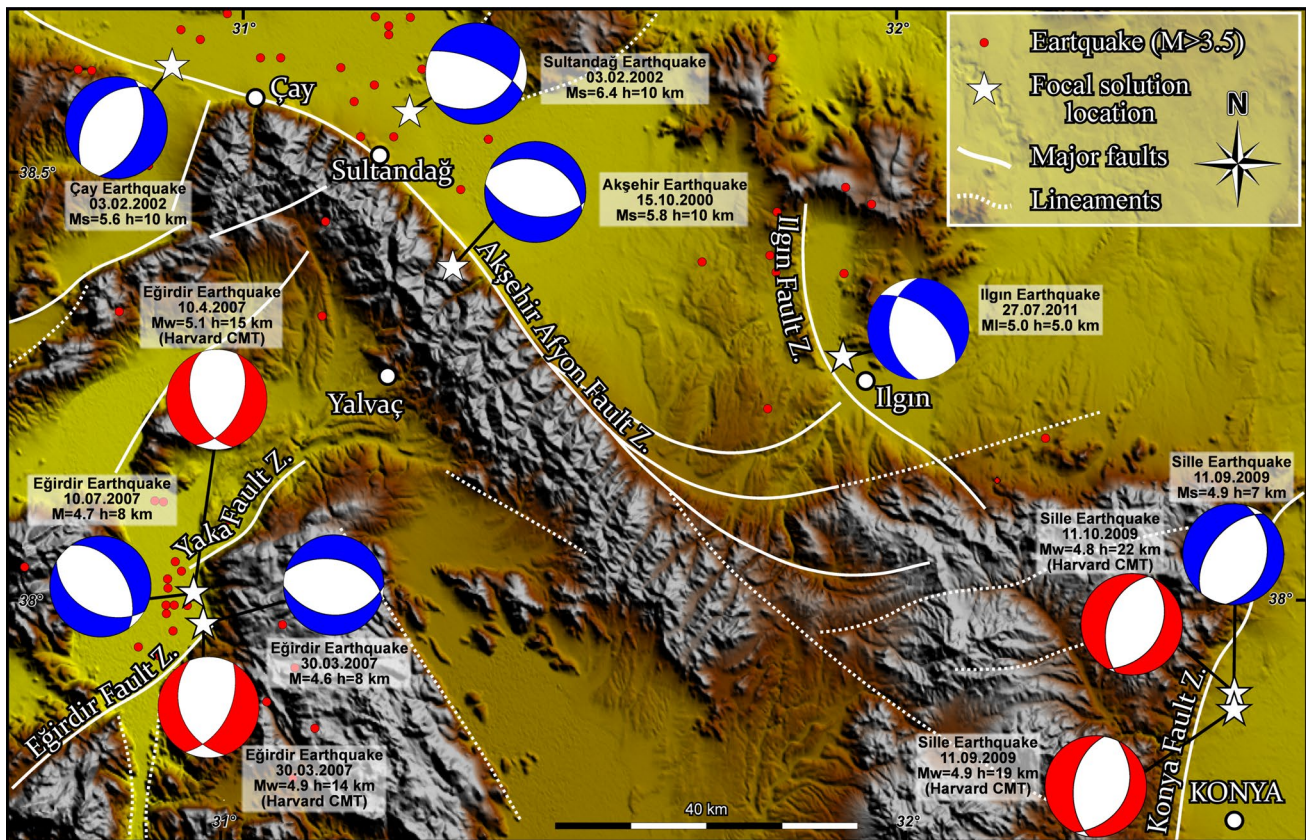 31°
32°
Eartquake (M>3.5)
Focal solution
location
N
Major faults
Lineaments
Sultandağ Earthquake
03.02.2002
Ms=6.4 h=10 km
Çay
Sultandağ
38.5°
Çay Earthquake
03.02.2002
Ms=5.6 h=10 km
Akşehir Earthquake
15.10.2000
Ms=5.8 h=10 km
Ilgın Fault Z.
Akşehir Afyon Fault Z.
Eğirdir Earthquake
10.4.2007
Mw=5.1 h=15 km
(Harvard CMT)
Ilgın Earthquake
27.07.2011
Ml=5.0 h=5.0 km
Yalvaç
Ilgın
Eğirdir Earthquake
10.07.2007
M=4.7 h=8 km
Yaka Fault Z.
Sille Earthquake
11.09.2009
Ms=4.9 h=7 km
Sille Earthquake
11.10.2009
Mw=4.8 h=22 km
(Harvard CMT)
38°
38°
Eğirdir Earthquake
30.03.2007
M=4.6 h=8 km
Eğirdir Fault Z.
Konya Fault Z.
Eğirdir Earthquake
30.03.2007
Mw=4.9 h=14 km
(Harvard CMT)
Sille Earthquake
11.09.2009
Mw=4.9 h=19 km
(Harvard CMT)
KONYA
40 km
31°
32°